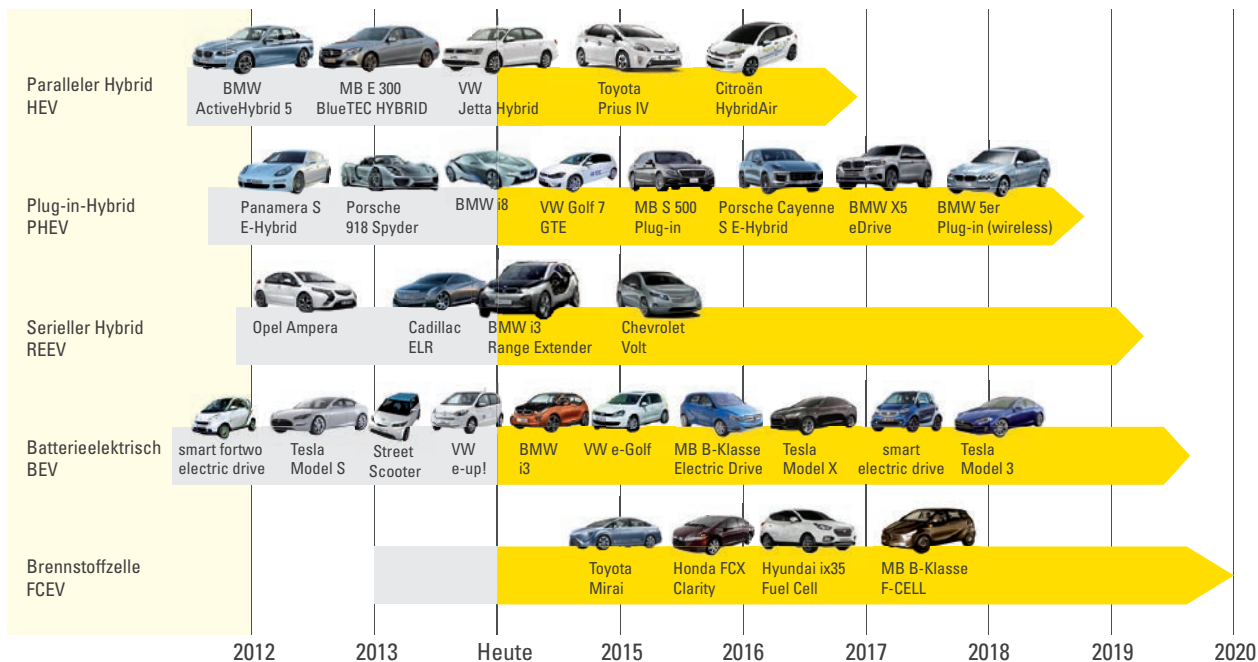 Paralleler Hybrid
HEV
BMW
ActiveHybrid 5
MB E 300
BlueTEC HYBRID
VW
Jetta Hybrid
Toyota
Prius IV
Citroën
HybridAir
Plug-in-Hybrid
PHEV
Panamera S
E-Hybrid
Porsche
918 Spyder
BMW i8
VW Golf 7
GTE
MB S 500
Plug-in
Porsche Cayenne
S E-Hybrid
BMW X5
eDrive
BMW 5er
Plug-in (wireless)
Serieller Hybrid
REEV
Opel Ampera
Cadillac
ELR
BMW i3
Range Extender
Chevrolet
Volt
Batterieelektrisch
BEV
smart fortwo
electric drive
Tesla
Model S
Street
Scooter
VW
e-up!
BMW
i3
VW e-Golf
MB B-Klasse
Electric Drive
Tesla
Model X
smart
electric drive
Tesla
Model 3
Brennstoffzelle
FCEV
Toyota
Mirai
Honda FCX
Clarity
Hyundai ix35
Fuel Cell
MB B-Klasse
F-CELL
2012 2013 Heute 2015 2016 2017 2018 2019 2020